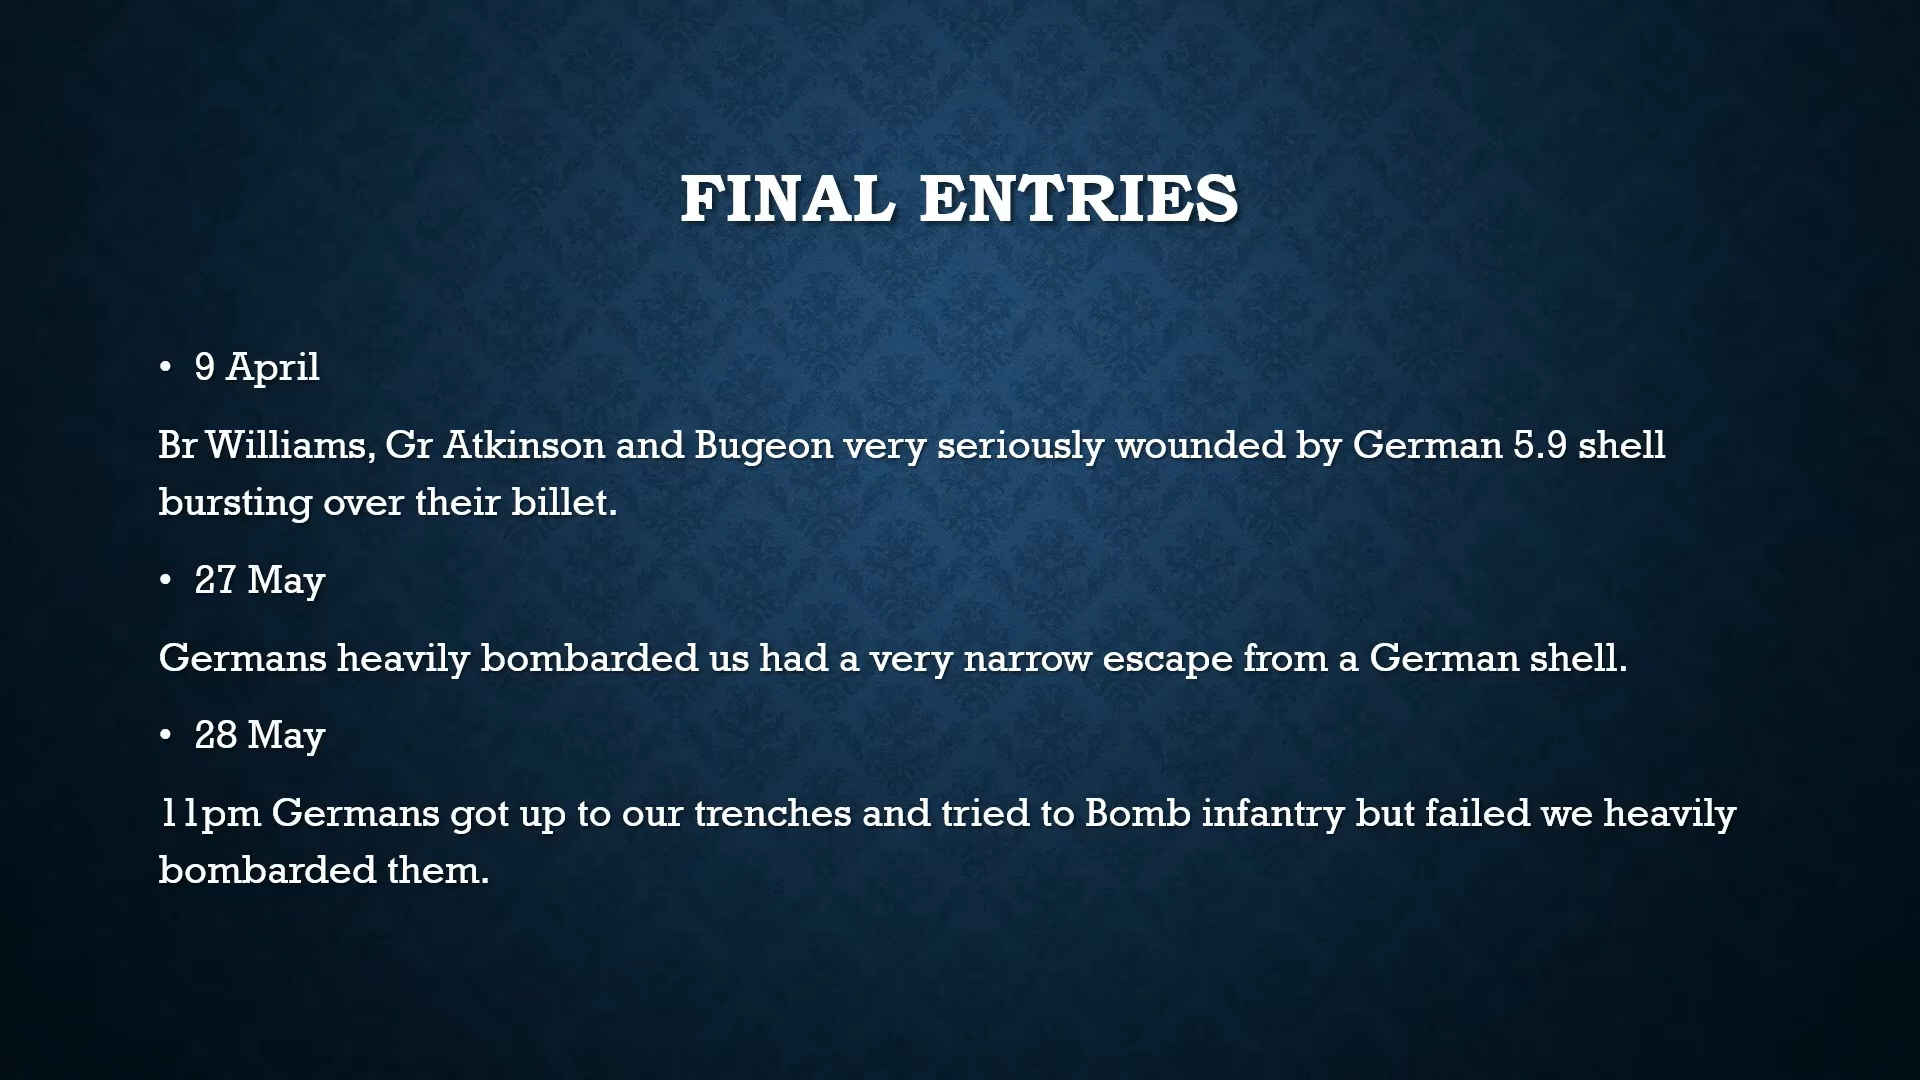 FINAL ENTRIES
• 9 April
Br Williams, Gr Atkinson and Bugeon very seriously wounded by German 5.9 shell
bursting over their billet.
• 27 May
Germans heavily bombarded us had a very narrow escape from a German shell.
• 28 May
11pm Germans got up to our trenches and tried to Bomb infantry but failed we heavily
bombarded them.